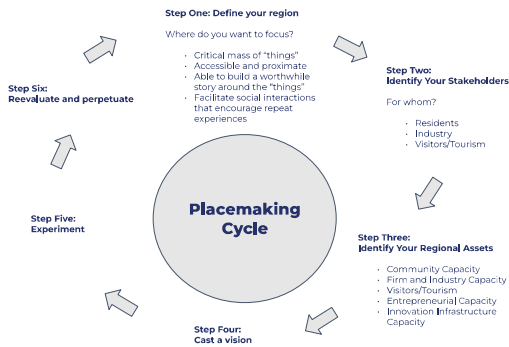 Step One: Define your region
Where do you want to focus?
• Critical mass of “things”
• Accessible and proximate
• Able to build a worthwhile
story around the “things”
• Facilitate social interactions
that encourage repeat
experiences
Step Two:
Identify Your Stakeholders
For whom?
• Residents
• Industry
• Visitors/Tourism
Step Three:
Identify Your Regional Assets
• Community Capacity
• Firm and Industry Capacity
• Visitors/Tourism
• Entrepreneurial Capacity
• Innovation Infrastructure
Capacity
Step Four:
Cast a vision
Step Five:
Experiment
Step Six:
Reevaluate and perpetuate
Placemaking
Cycle